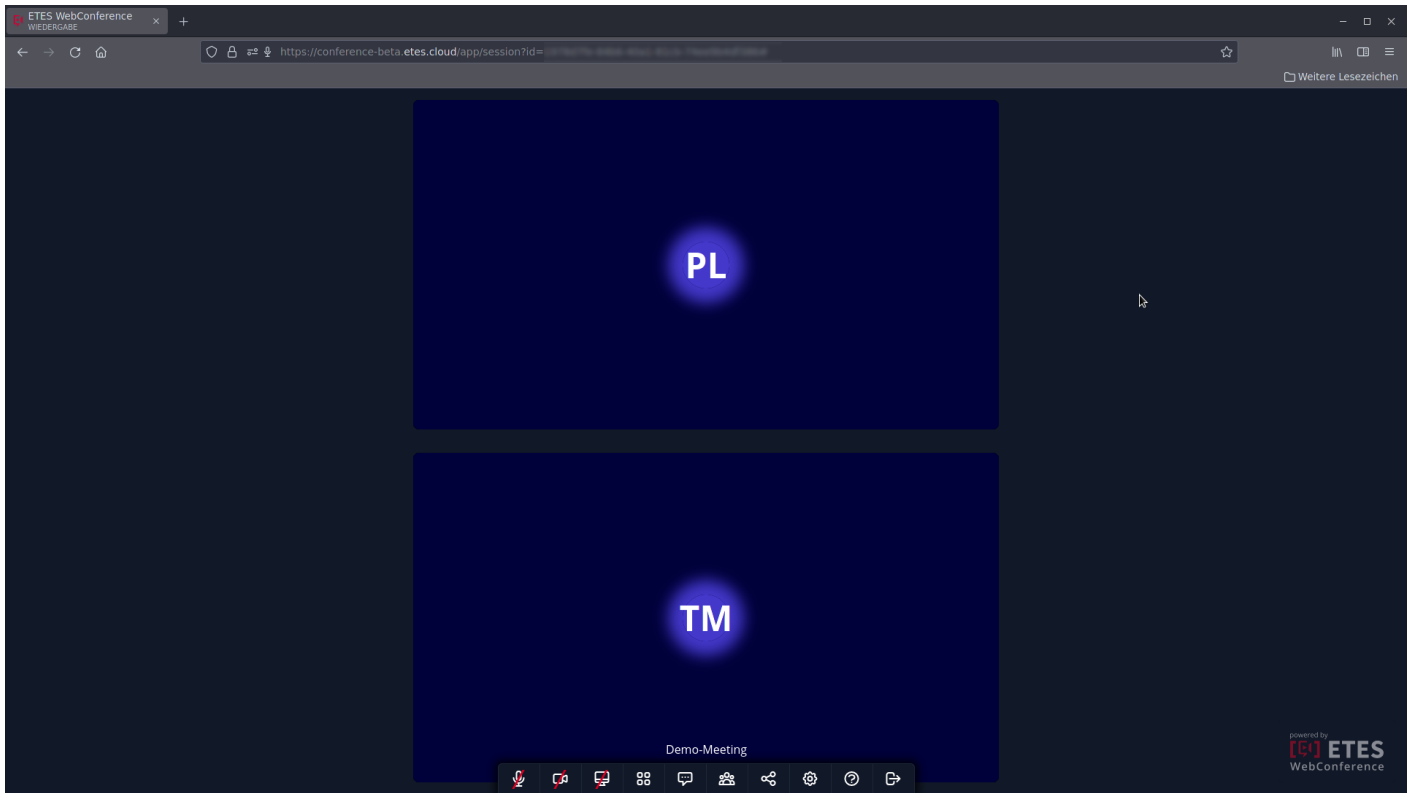 ETES WebConference
WIEDERGABE
https://conference-beta.etes.cloud/app/session?id=
Weitere Lesezeichen
PL
TM
Demo-Meeting
powered by
ETES
WebConference